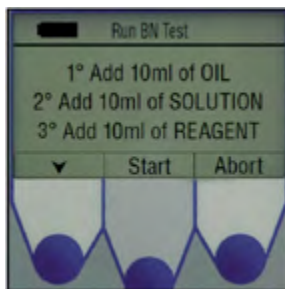 Run BN Test
1° Add 10ml of OIL
2° Add 10ml of SOLUTION
3° Add 10ml of REAGENT
Start Abort